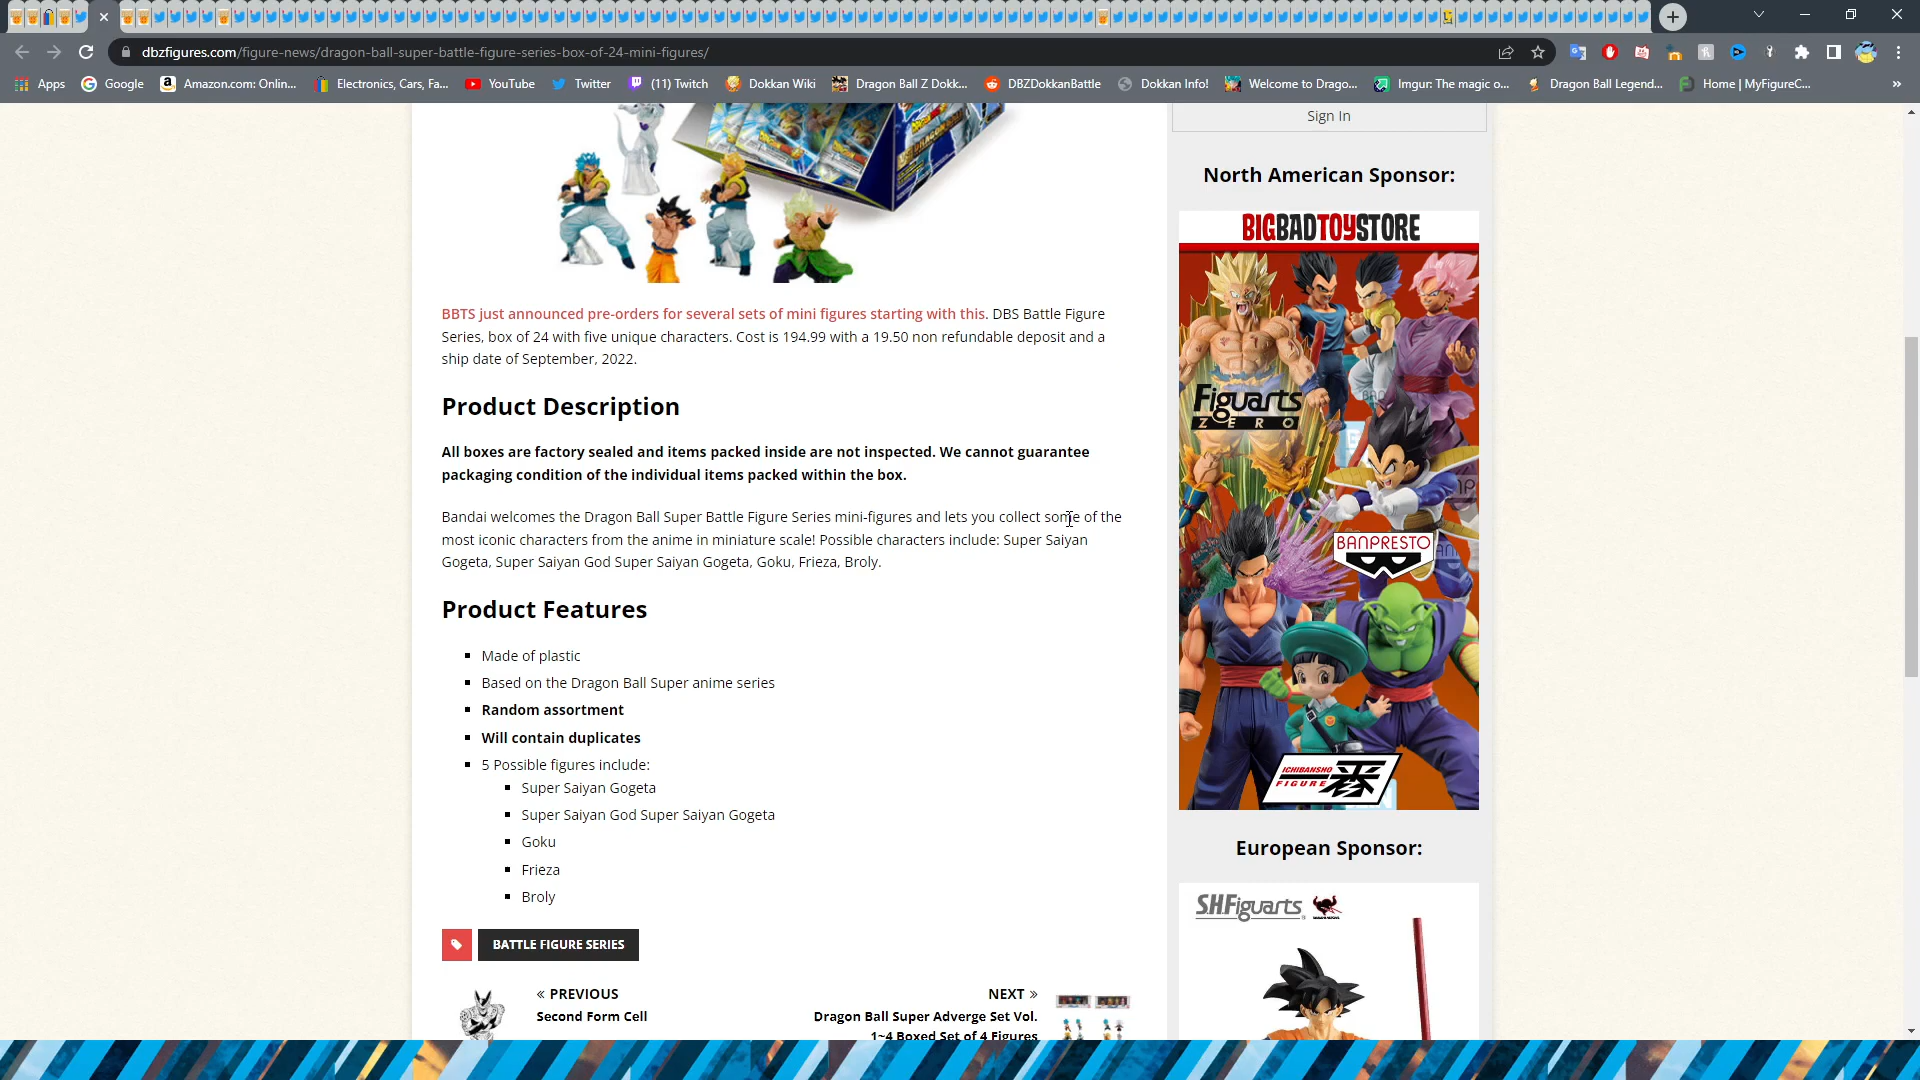 dbzfigures.com/figure-news/dragon-ball-super-battle-figure-series-box-of-24-mini-figures/
Apps
Google
Amazon.com: Onlin...
Electronics, Cars, Fa...
YouTube
Twitter
(11) Twitch
Dokkan Wiki
Dragon Ball Z Dokk...
DBZDokkanBattle
Dokkan Info!
Welcome to Drago...
Imgur: The magic o...
Dragon Ball Legend...
Home | MyFigureC...
»
BBTS just announced pre-orders for several sets of mini figures starting with this. DBS Battle Figure
Series, box of 24 with five unique characters. Cost is 194.99 with a 19.50 non refundable deposit and a
ship date of September, 2022.
Product Description
All boxes are factory sealed and items packed inside are not inspected. We cannot guarantee
packaging condition of the individual items packed within the box.
Bandai welcomes the Dragon Ball Super Battle Figure Series mini-figures and lets you collect some of the
most iconic characters from the anime in miniature scale! Possible characters include: Super Saiyan
Gogeta, Super Saiyan God Super Saiyan Gogeta, Goku, Frieza, Broly.
Product Features
Made of plastic
Based on the Dragon Ball Super anime series
Random assortment
Will contain duplicates
5 Possible figures include:
Super Saiyan Gogeta
Super Saiyan God Super Saiyan Gogeta
Goku
Frieza
Broly
BATTLE FIGURE SERIES
« PREVIOUS
Second Form Cell
NEXT »
Dragon Ball Super Adverge Set Vol.
1~4 Boxed Set of 4 Figures
Sign In
North American Sponsor:
BIGBADTOYSTORE
Figuarts
ZERO
BANPRESTO
ICHIBANSHO
FIGURE
一番
European Sponsor:
S.H.Figuarts